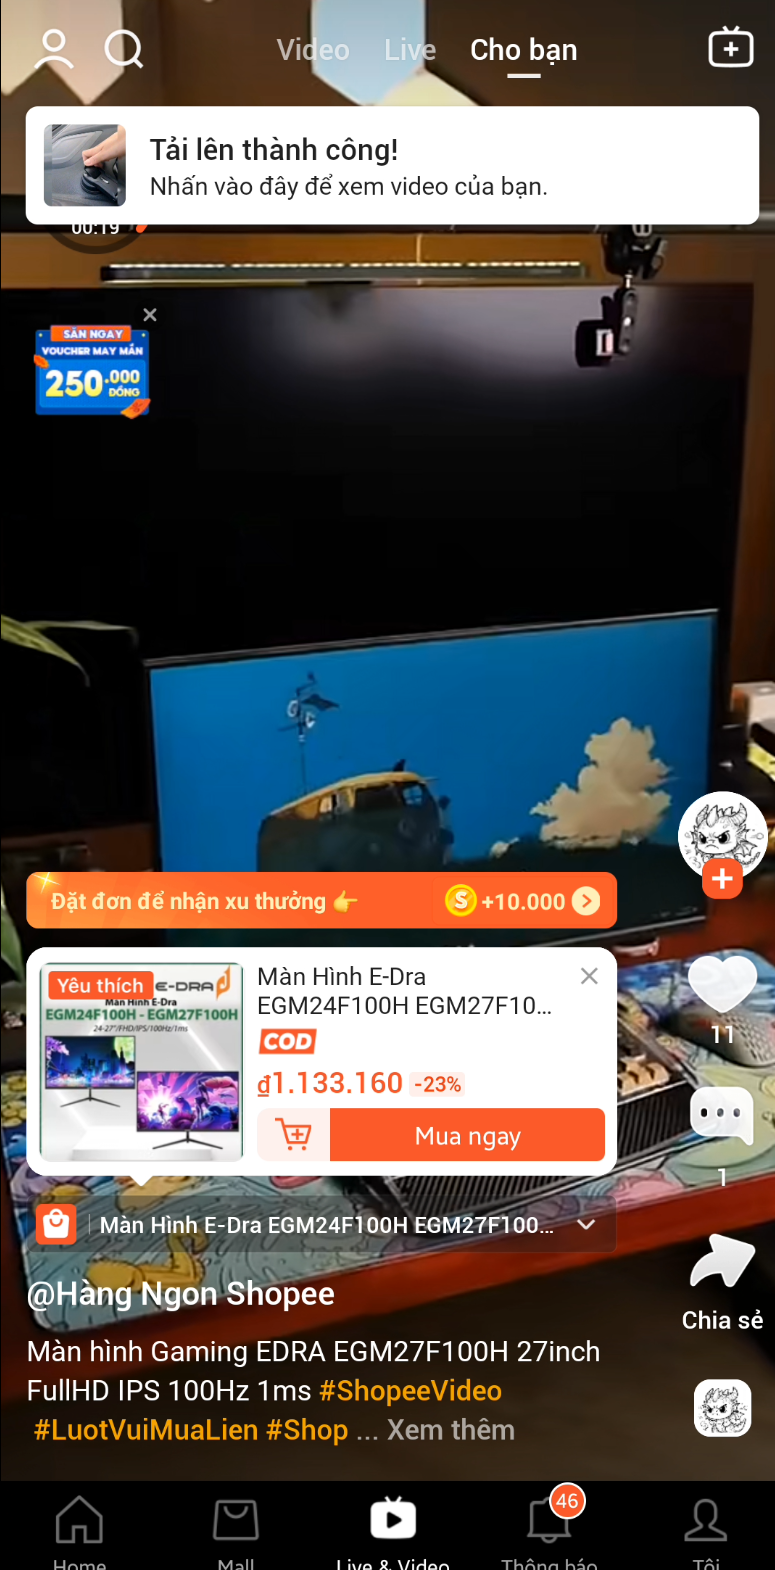 Video Live Cho bạn
Tải lên thành công!
Nhấn vào đây để xem video của bạn.
00:19
SĂN NGAY
VOUCHER MAY MẮN
250.000
ĐỒNG
Đặt đơn để nhận xu thưởng
S +10.000
Yêu thích
E-DRA
Màn Hình E-Dra
EGM24F100H - EGM27F100H
24-27"/FHD/IPS/100Hz/1ms
Màn Hình E-Dra
EGM24F100H EGM27F10...
COD
₫1.133.160 -23%
Mua ngay
11
1
Màn Hình E-Dra EGM24F100H EGM27F100...
@Hàng Ngon Shopee
Chia sẻ
Màn hình Gaming EDRA EGM27F100H 27inch
FullHD IPS 100Hz 1ms #ShopeeVideo
#LuotVuiMuaLien #Shop ... Xem thêm
46
Home Mall Live & Video Thông báo Tôi